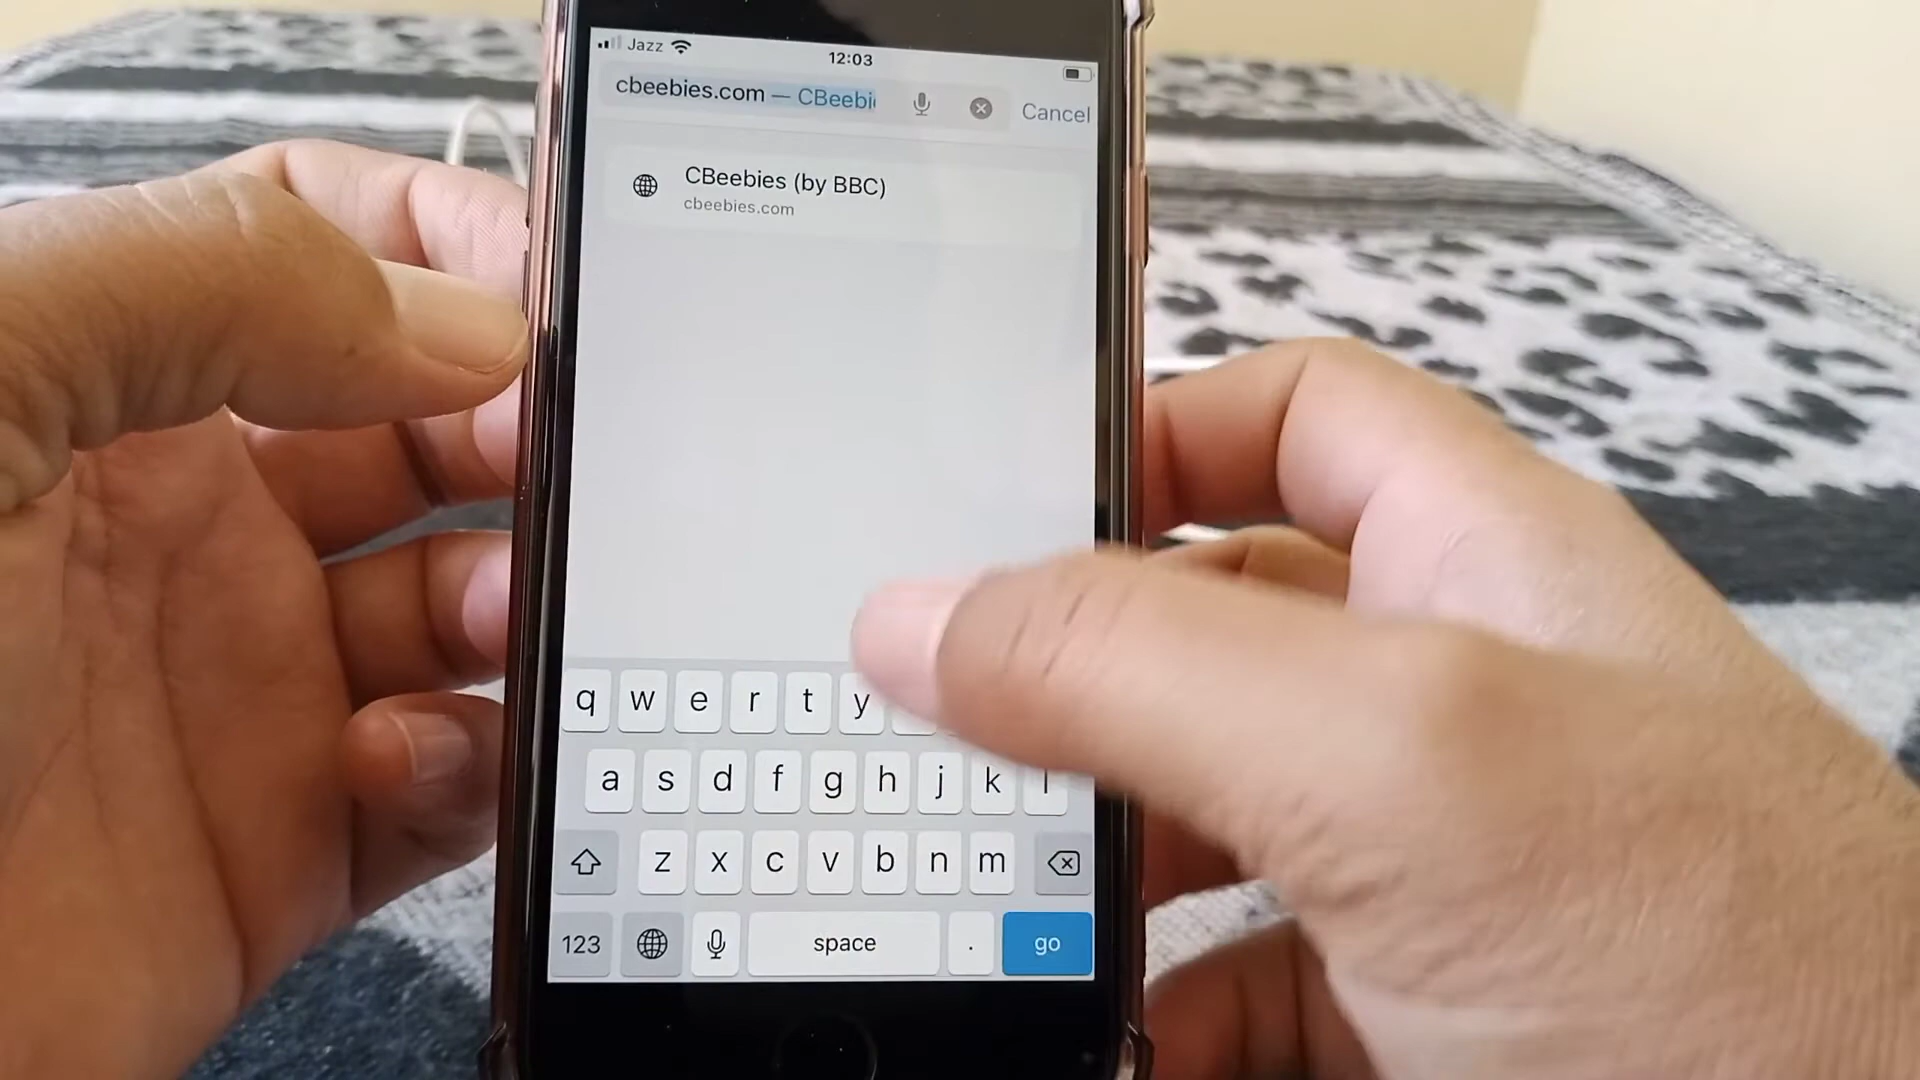 Jazz
12:03
cbeebies.com — CBeebi
Cancel
CBeebies (by BBC)
cbeebies.com
q w e r t y
a s d f g h j k l
z x c v b n m
123
space
.
go